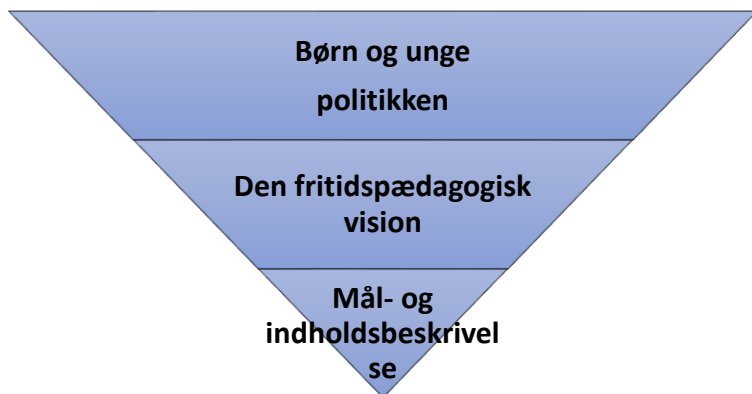 Børn og unge
politikken
Den fritidspædagogisk
vision
Mål- og
indholdsbeskrivel
se